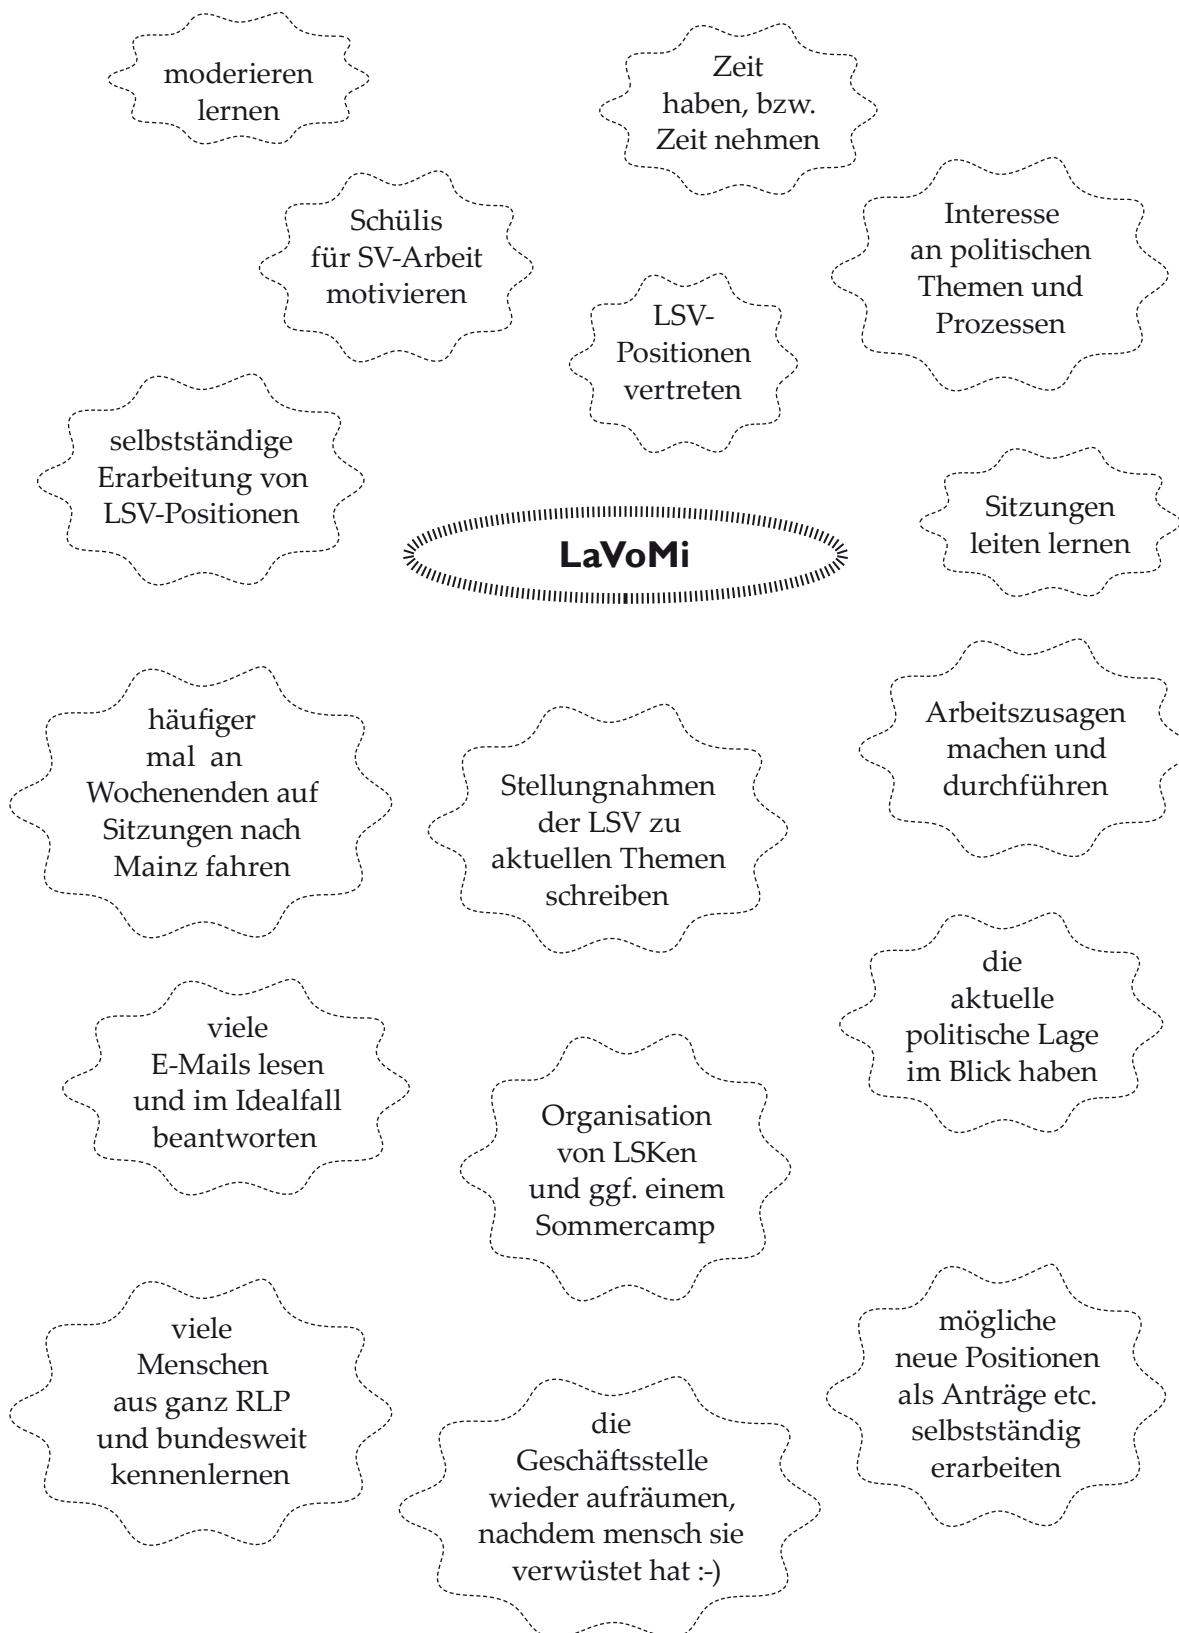 moderieren
lernen
Zeit
haben, bzw.
Zeit nehmen
Schülis
für SV-Arbeit
motivieren
Interesse
an politischen
Themen und
Prozessen
LSV-
Positionen
vertreten
selbstständige
Erarbeitung von
LSV-Positionen
Sitzungen
leiten lernen
LaVoMi
häufiger
mal an
Wochenenden auf
Sitzungen nach
Mainz fahren
Stellungnahmen
der LSV zu
aktuellen Themen
schreiben
Arbeitszusagen
machen und
durchführen
die
aktuelle
politische Lage
im Blick haben
viele
E-Mails lesen
und im Idealfall
beantworten
Organisation
von LSKen
und ggf. einem
Sommercamp
viele
Menschen
aus ganz RLP
und bundesweit
kennenlernen
die
Geschäftsstelle
wieder aufräumen,
nachdem mensch sie
verwüstet hat :-)
mögliche
neue Positionen
als Anträge etc.
selbstständig
erarbeiten